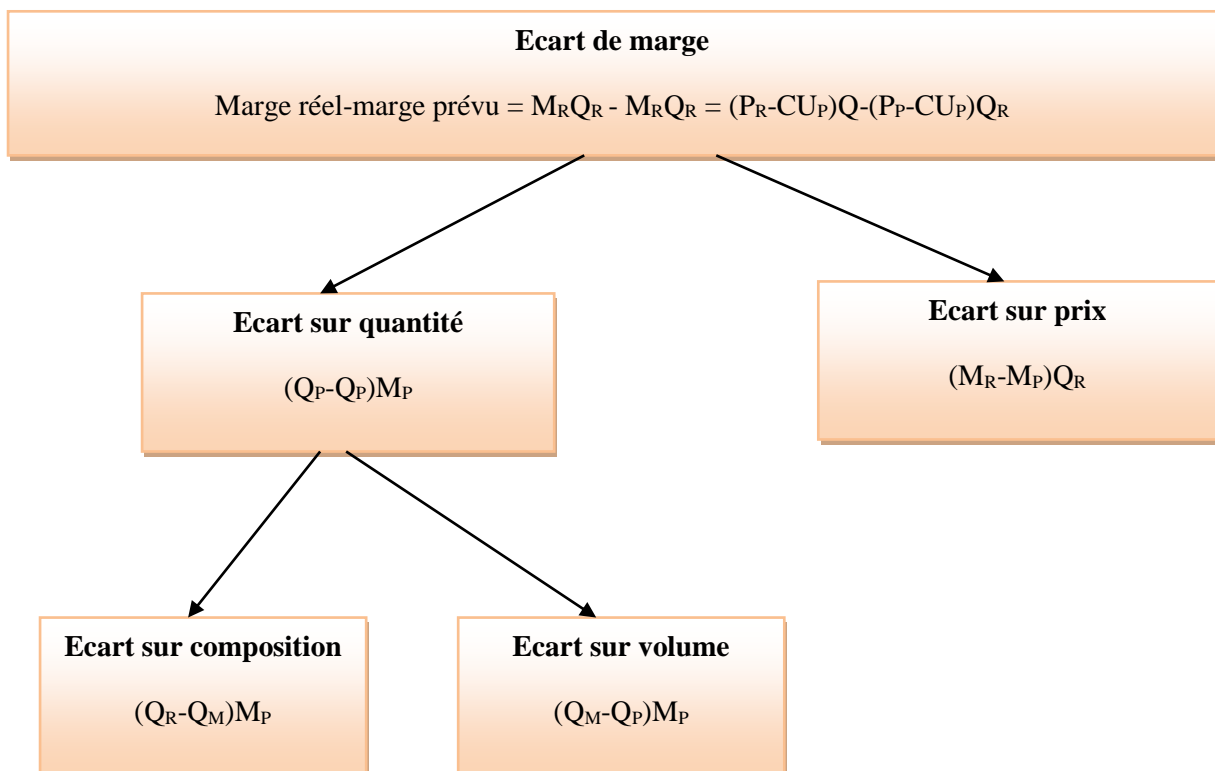 Ecart de marge
Marge réel-marge prévu = MRQR - MRQR = (PR-CUP)Q-(PP-CUP)QR
Ecart sur quantité
(QP-QP)MP
Ecart sur prix
(MR-MP)QR
Ecart sur composition
(QR-QM)MP
Ecart sur volume
(QM-QP)MP